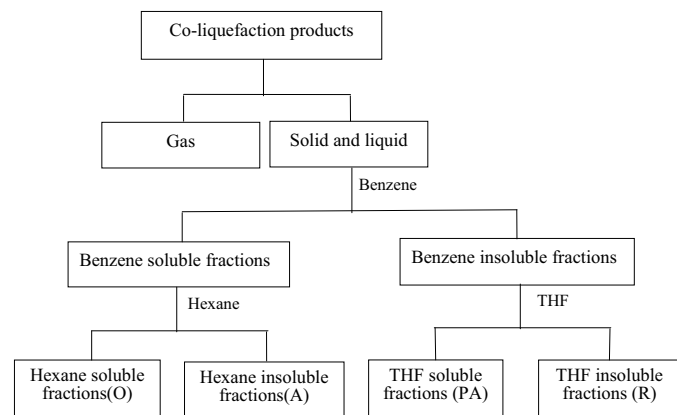 Co-liquefaction products
Gas
Solid and liquid
Benzene
Benzene soluble fractions
Benzene insoluble fractions
Hexane
THF
Hexane soluble
fractions(O)
Hexane insoluble
fractions(A)
THF soluble
fractions (PA)
THF insoluble
fractions (R)